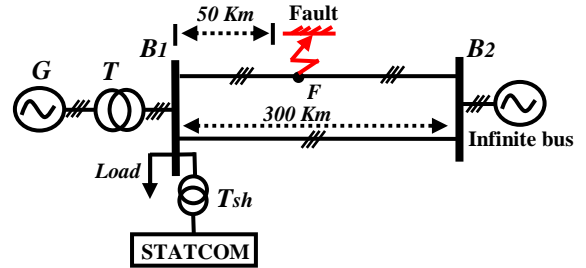 50 Km
Fault
B1
B2
G
T
F
300 Km
Infinite bus
Load
Tsh
STATCOM